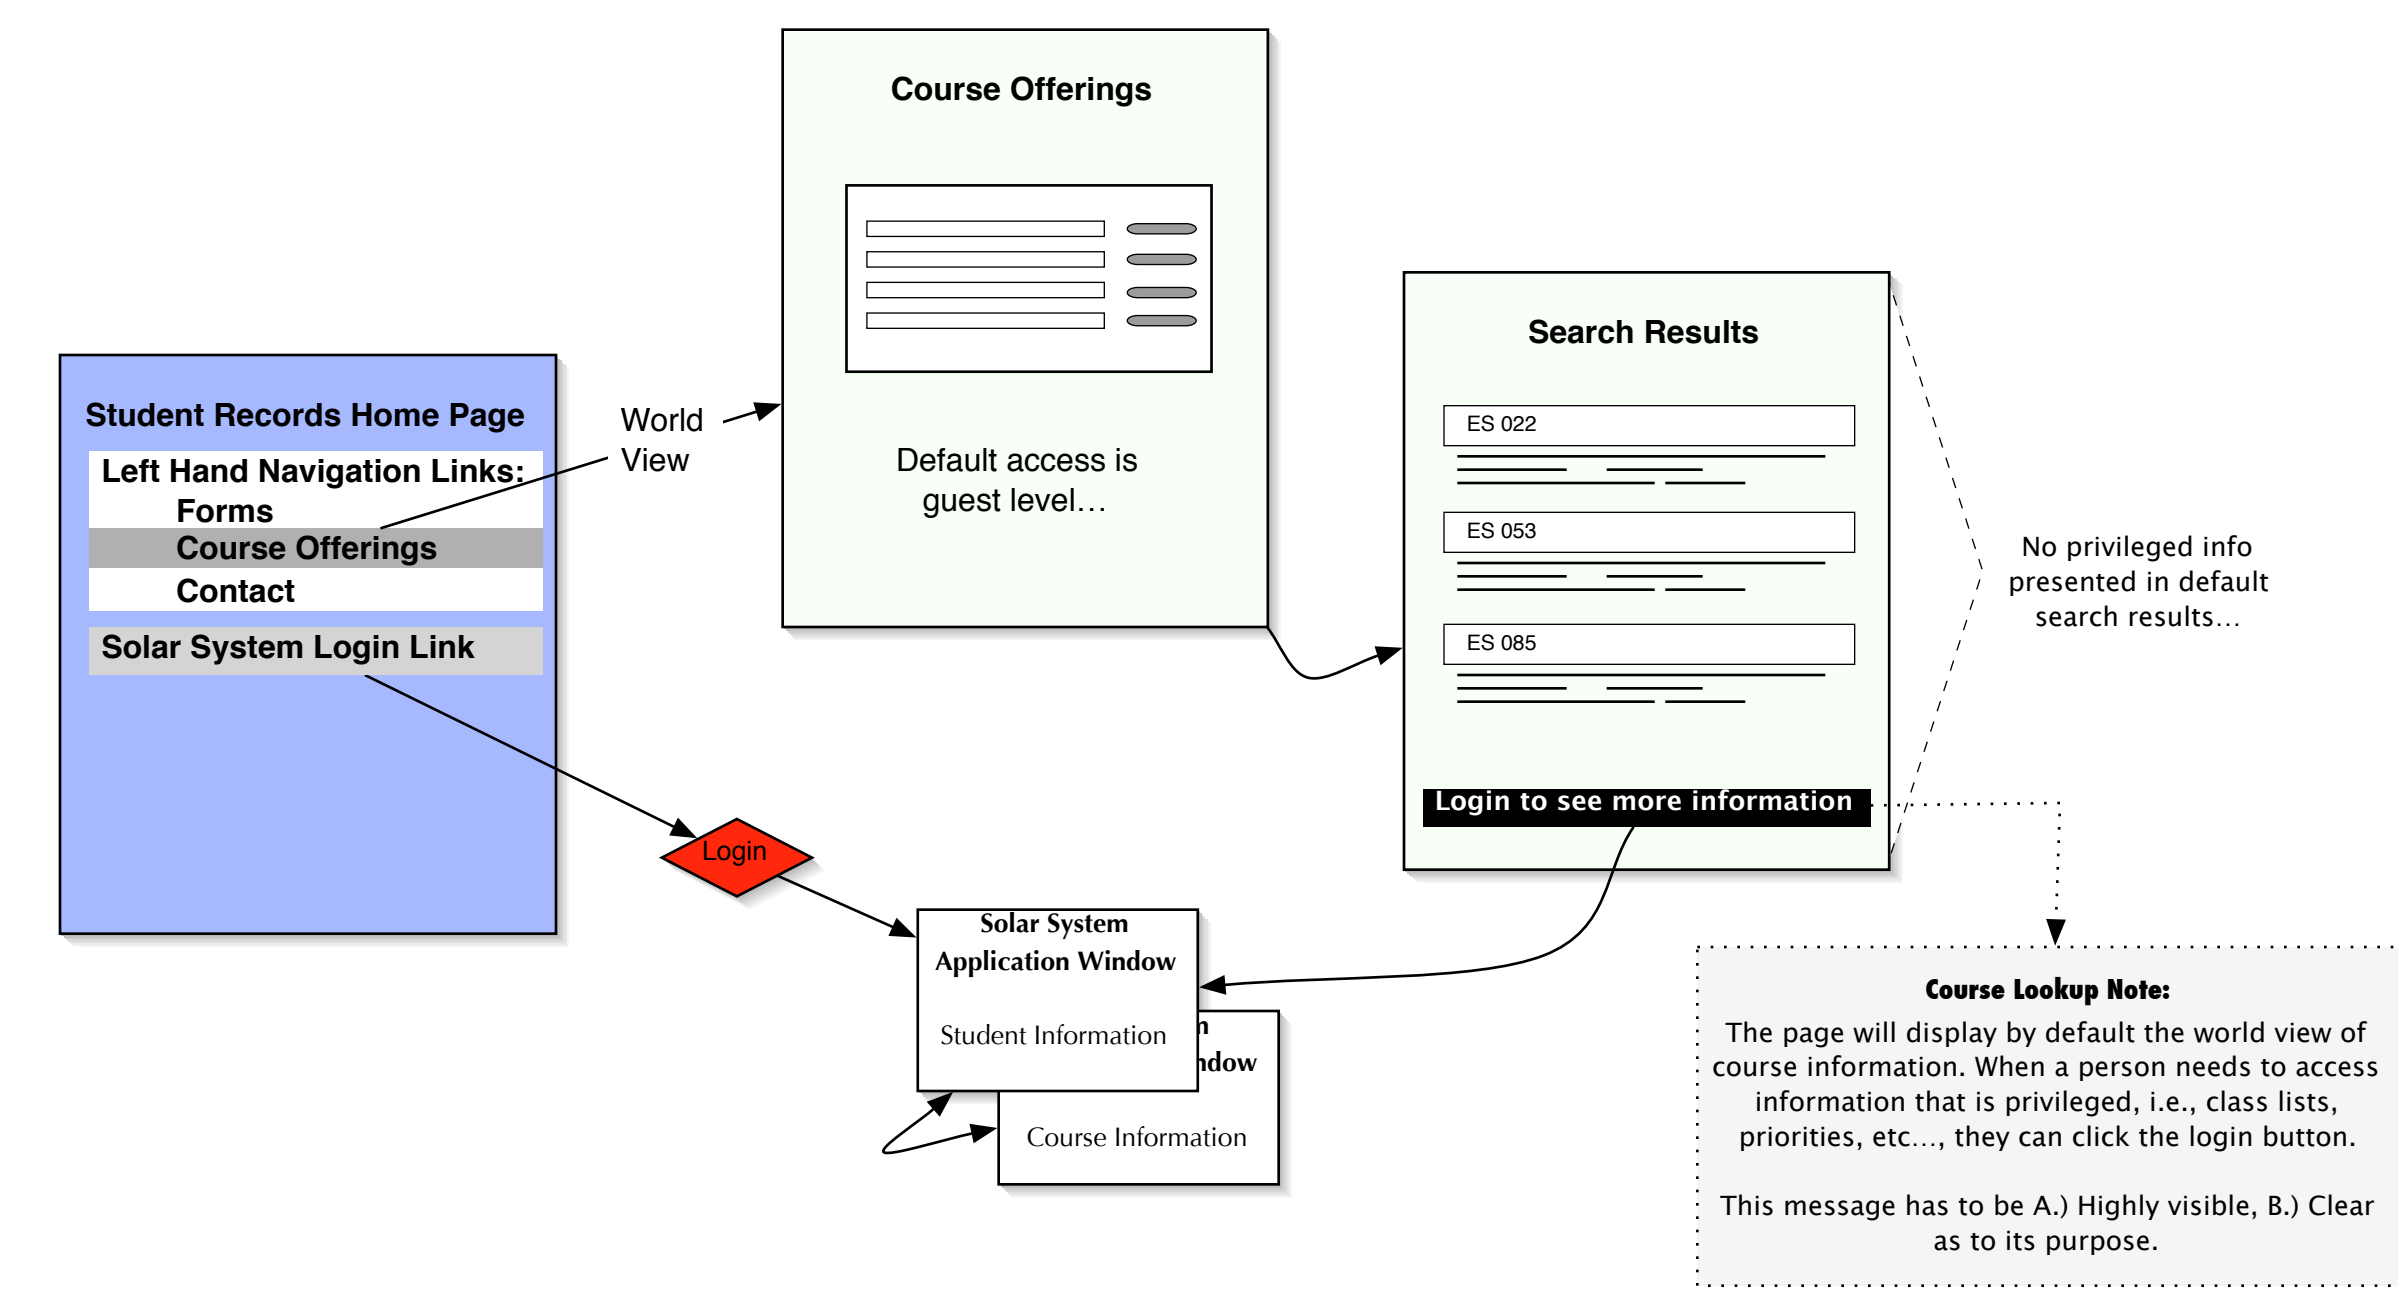 Course Offerings
Default access is
guest level…
Student Records Home Page
Left Hand Navigation Links:
Forms
Course Offerings
Contact
Solar System Login Link
World
View
Search Results
ES 022
ES 053
ES 085
Login to see more information
No privileged info
presented in default
search results…
Login
Solar System
Application Window
Student Information
Course Information
Course Lookup Note:
The page will display by default the world view of
course information. When a person needs to access
information that is privileged, i.e., class lists,
priorities, etc…, they can click the login button.
This message has to be A.) Highly visible, B.) Clear
as to its purpose.